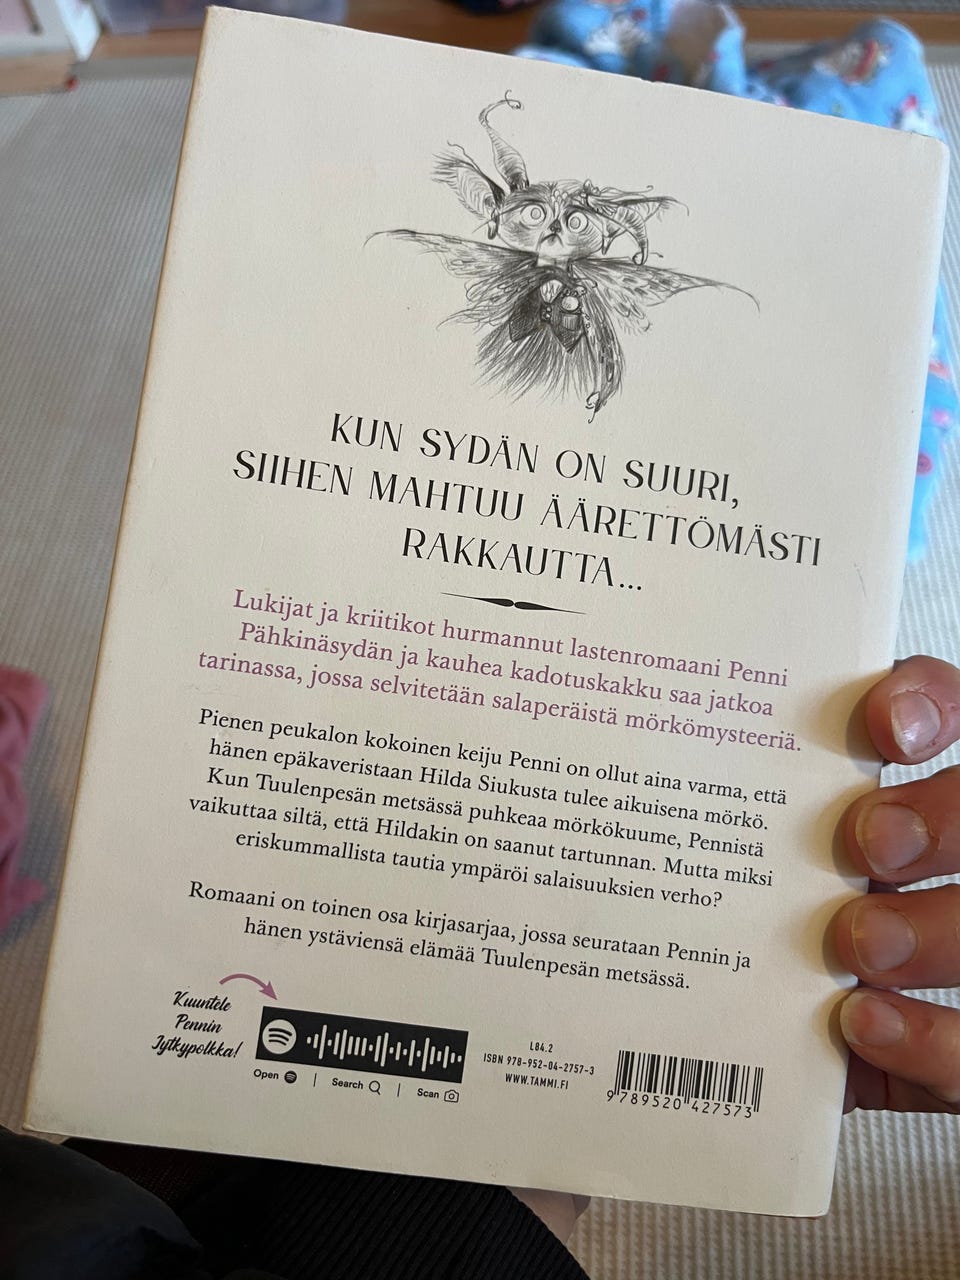 KUN SYDÄN ON SUURI,
SIIHEN MAHTUU ÄÄRETTÖMÄSTI
RAKKAUTTA...
Lukijat ja kriitikot hurmannut lastenromaani Penni
Pähkinäsydän ja kauhea kadotuskakku saa jatkoa
tarinassa, jossa selvitetään salaperäistä mörkömysteeriä.
Pienen peukalon kokoinen keiju Penni on ollut aina varma, että
hänen epäkaveristaan Hilda Siukusta tulee aikuisena mörkö.
Kun Tuulenpesän metsässä puhkeaa mörkökuume, Pennistä
vaikuttaa siltä, että Hildakin on saanut tartunnan. Mutta miksi
eriskummallista tautia ympäröi salaisuuksien verho?
Romaani on toinen osa kirjasarjaa, jossa seurataan Pennin ja
hänen ystäviensä elämää Tuulenpesän metsässä.
Kuuntele
Pennin
Jytkypolkka!
Open | Search | Scan
L84.2
ISBN 978-952-04-2757-3
WWW.TAMMI.FI
9 789520 427573